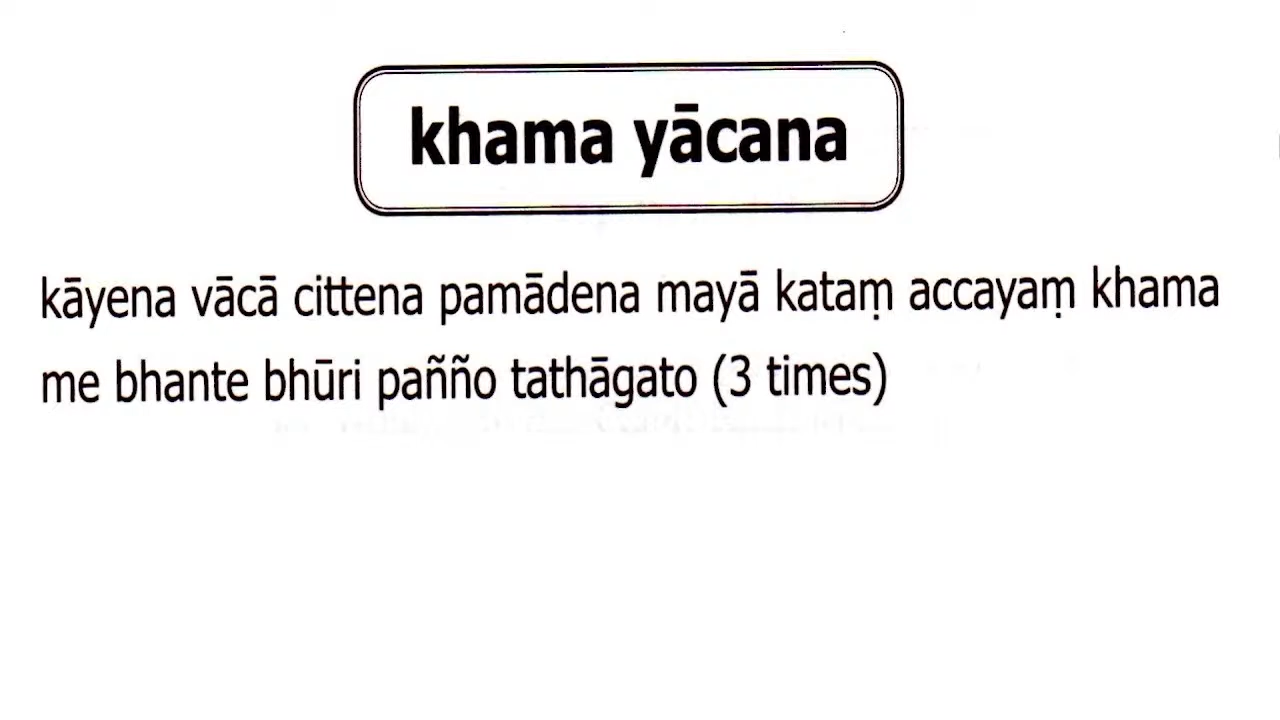 khama yācana
kāyena vācā cittena pamādena mayā kataṃ accayaṃ khama
me bhante bhūri pañño tathāgato (3 times)